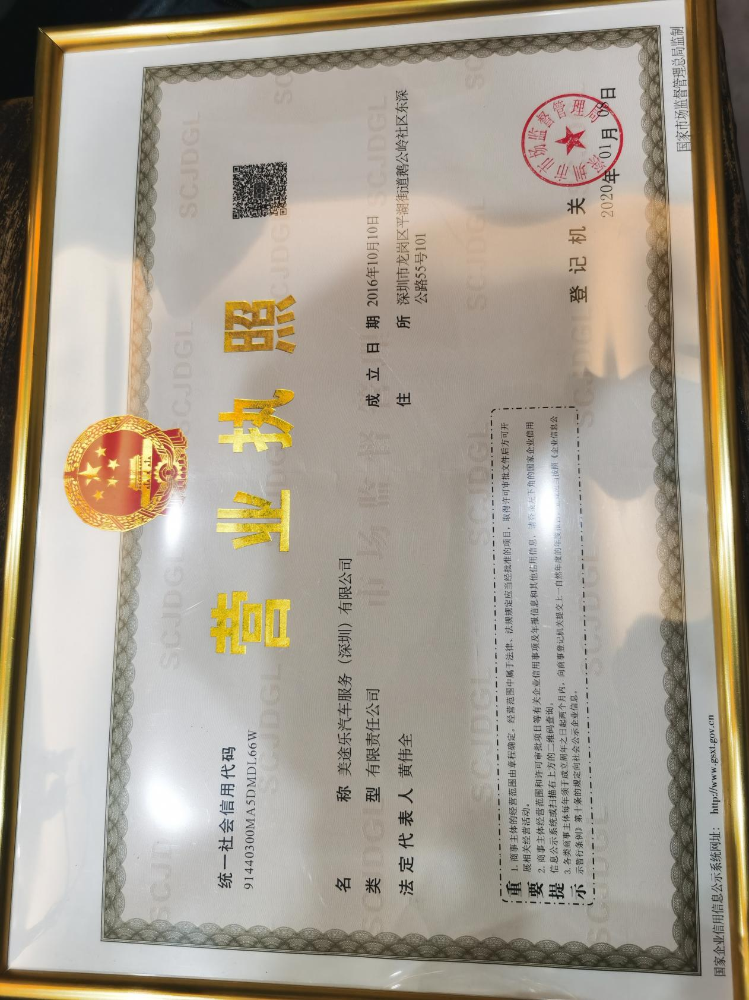 营业执照
统一社会信用代码
91440300MA5DMDL66W
名称 美途乐汽车服务（深圳）有限公司
类型 有限责任公司
法定代表人 黄伟全
成立日期 2016年10月10日
住所 深圳市龙岗区平湖街道鹅公岭社区东深
公路55号101
重要提示
1. 商事主体的经营范围由章程确定。经营范围中属于法律、法规规定应当经批准的项目，取得许可审批文件后方可开
展相关经营活动。
2. 商事主体经营范围和许可审批项目等有关企业信用事项及年报信息和其他信用信息，请登录左下角的国家企业信用
信息公示系统或扫描右上方的二维码查询。
3. 各类商事主体每年须于成立周年之日起两个月内，向商事登记机关提交上一自然年度的年度报告。企业应当按照《企业信息公
示暂行条例》第十条的规定向社会公示企业信息。
登记机关
深圳市市场监督管理局
2020年01月08日
国家企业信用信息公示系统网址： http://www.gsxt.gov.cn
国家市场监督管理总局监制
SCJDGL
市场监督管理